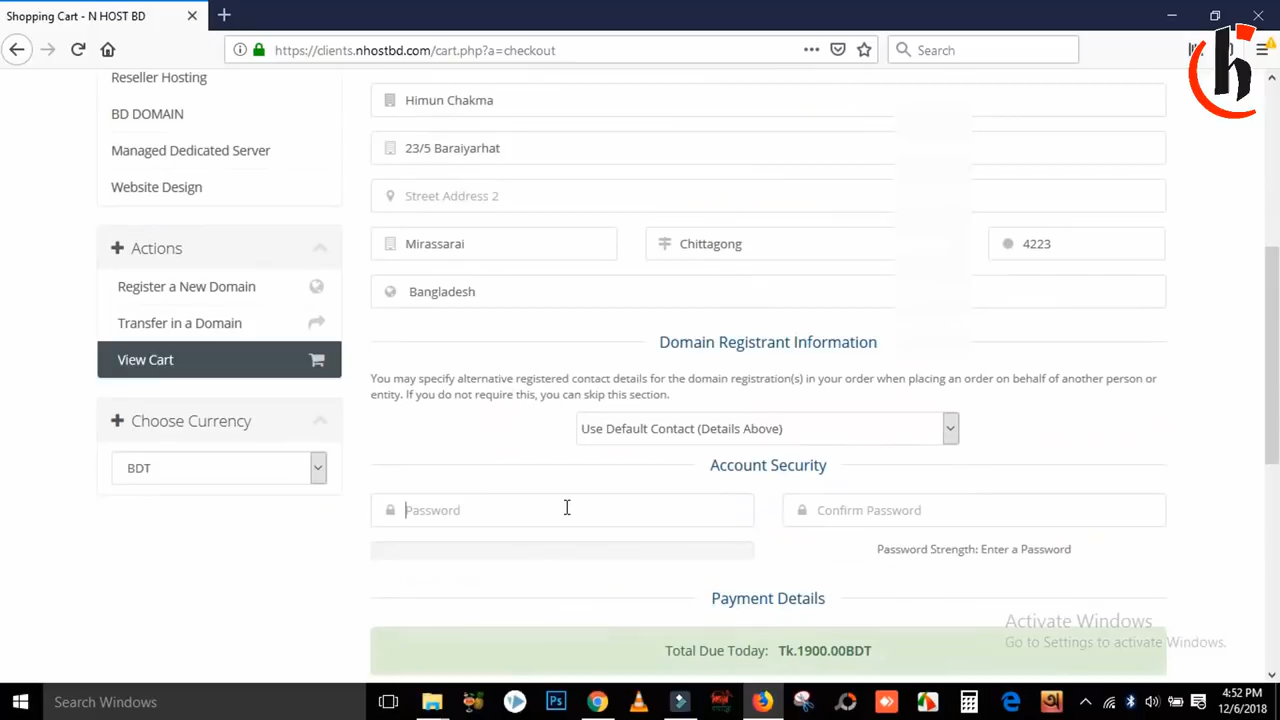 Shopping Cart - N HOST BD
https://clients.nhostbd.com/cart.php?a=checkout
Search
Reseller Hosting
BD DOMAIN
Managed Dedicated Server
Website Design
Actions
Register a New Domain
Transfer in a Domain
View Cart
Choose Currency
BDT
Himun Chakma
23/5 Baraiyarhat
Street Address 2
Mirassarai
Chittagong
4223
Bangladesh
Domain Registrant Information
You may specify alternative registered contact details for the domain registration(s) in your order when placing an order on behalf of another person or
entity. If you do not require this, you can skip this section.
Use Default Contact (Details Above)
Account Security
Password
Confirm Password
Password Strength: Enter a Password
Payment Details
Total Due Today: Tk.1900.00BDT
Activate Windows
Go to Settings to activate Windows.
Search Windows
Ps
4:52 PM
12/6/2018